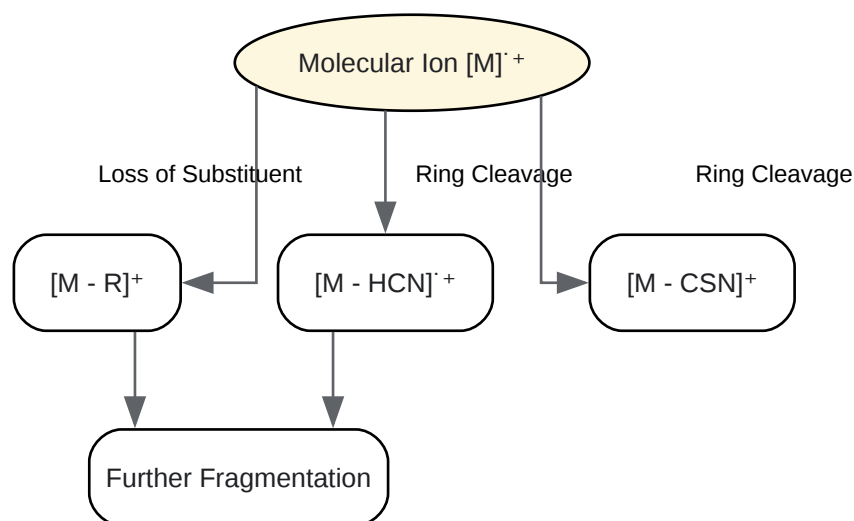 Molecular Ion [M]˙⁺
Loss of Substituent
Ring Cleavage
Ring Cleavage
[M - R]⁺
[M - HCN]˙⁺
[M - CSN]⁺
Further Fragmentation